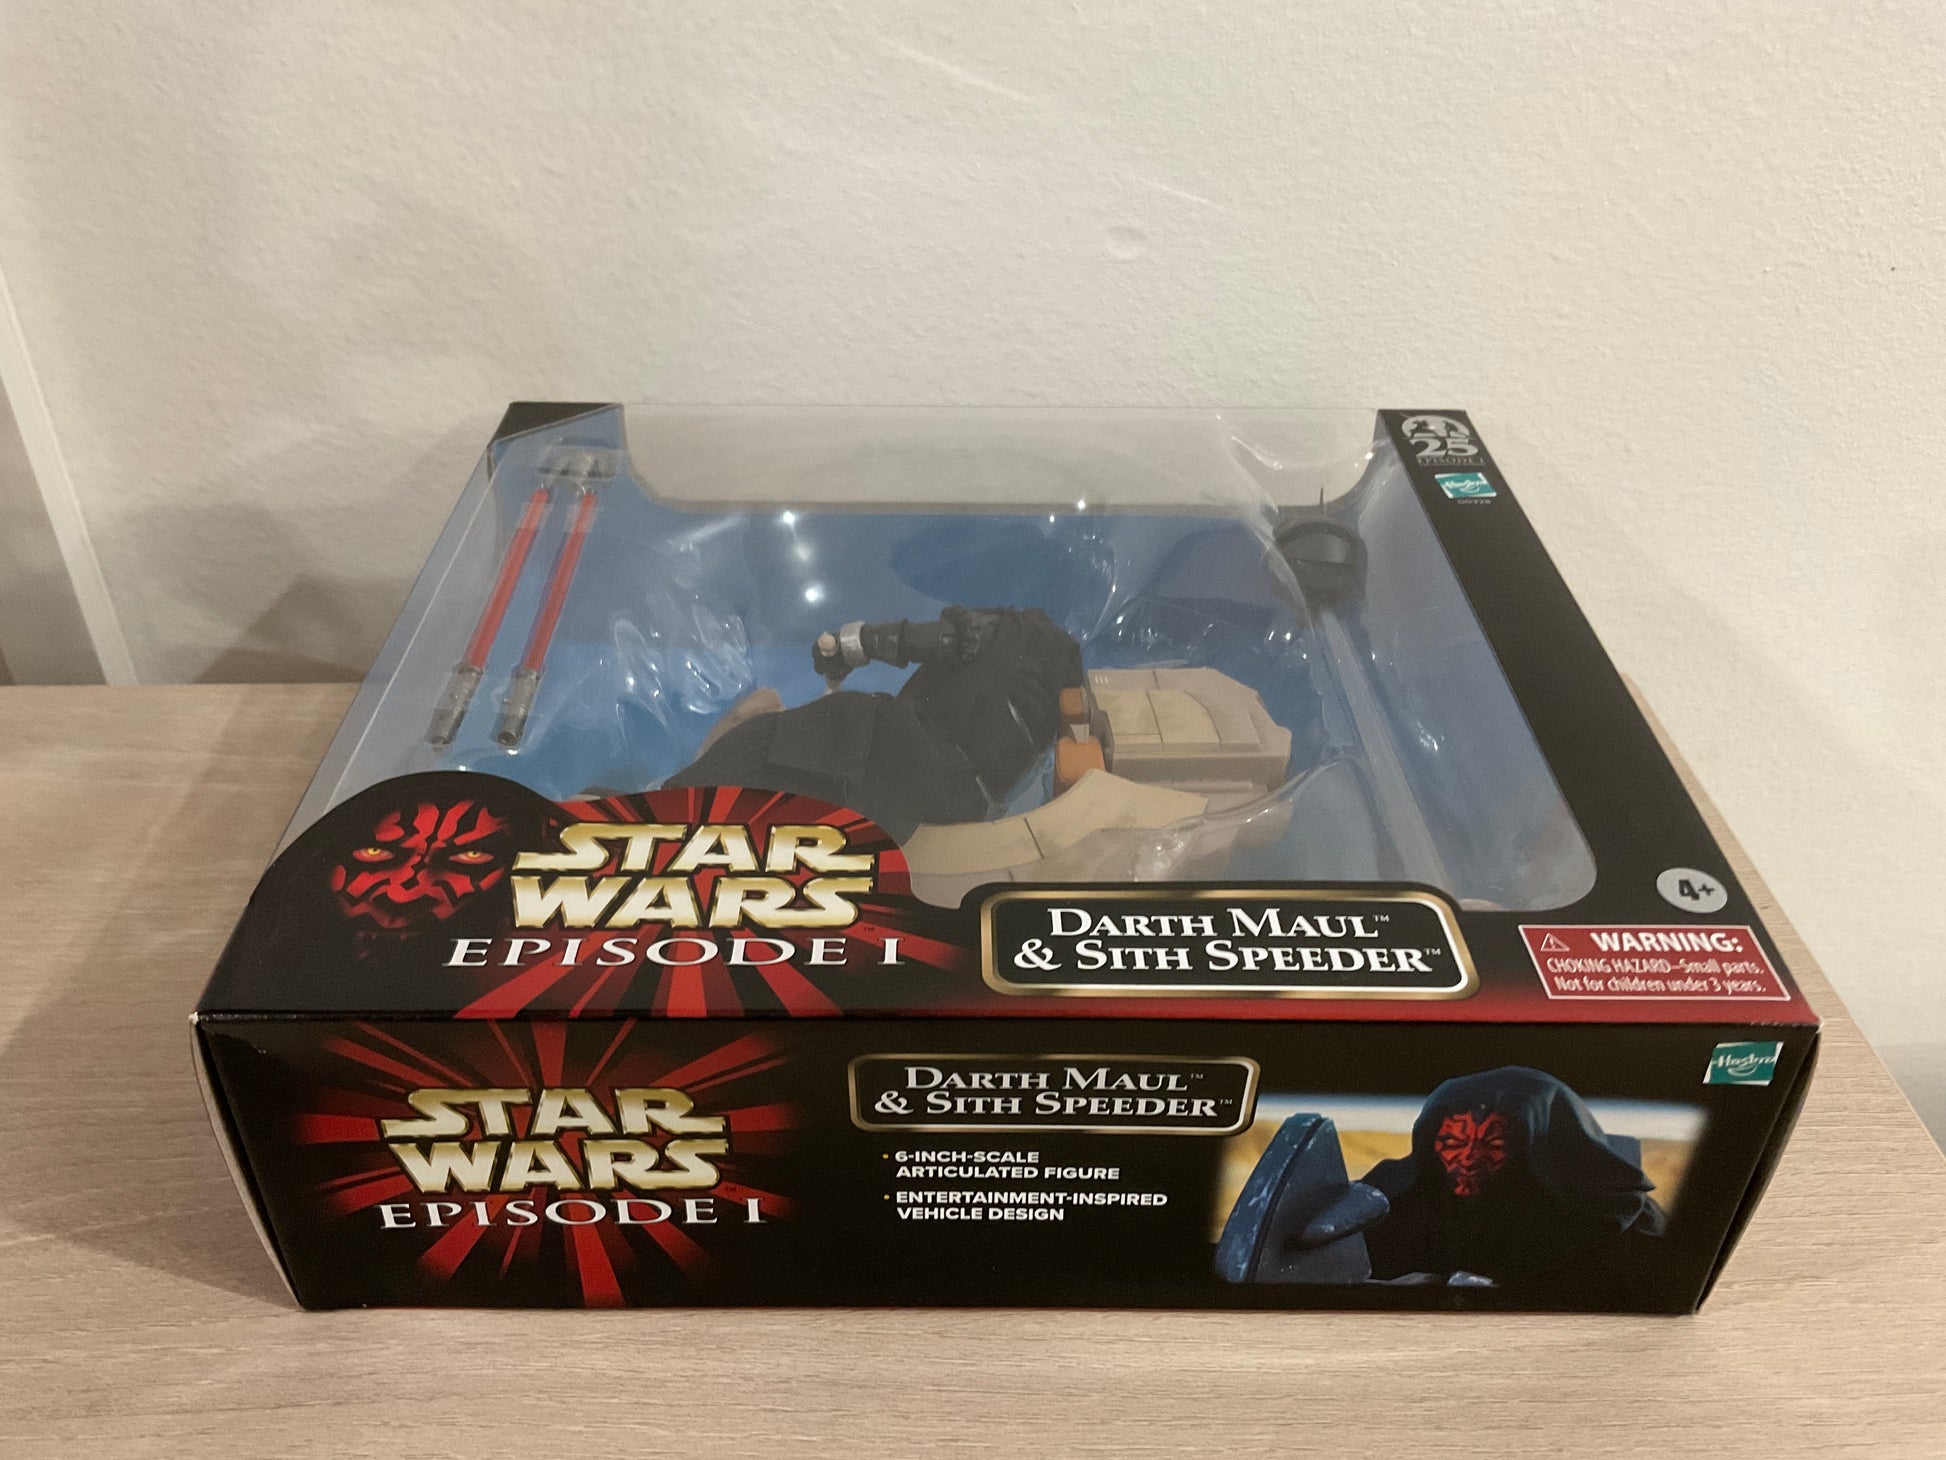 25
EPISODE I
Hasbro
STAR
WARS
EPISODE I
DARTH MAUL™
& SITH SPEEDER™
4+
WARNING:
CHOKING HAZARD–Small parts.
Not for children under 3 years.
STAR
WARS
EPISODE I
DARTH MAUL™
& SITH SPEEDER™
• 6-INCH-SCALE
ARTICULATED FIGURE
• ENTERTAINMENT-INSPIRED
VEHICLE DESIGN
Hasbro